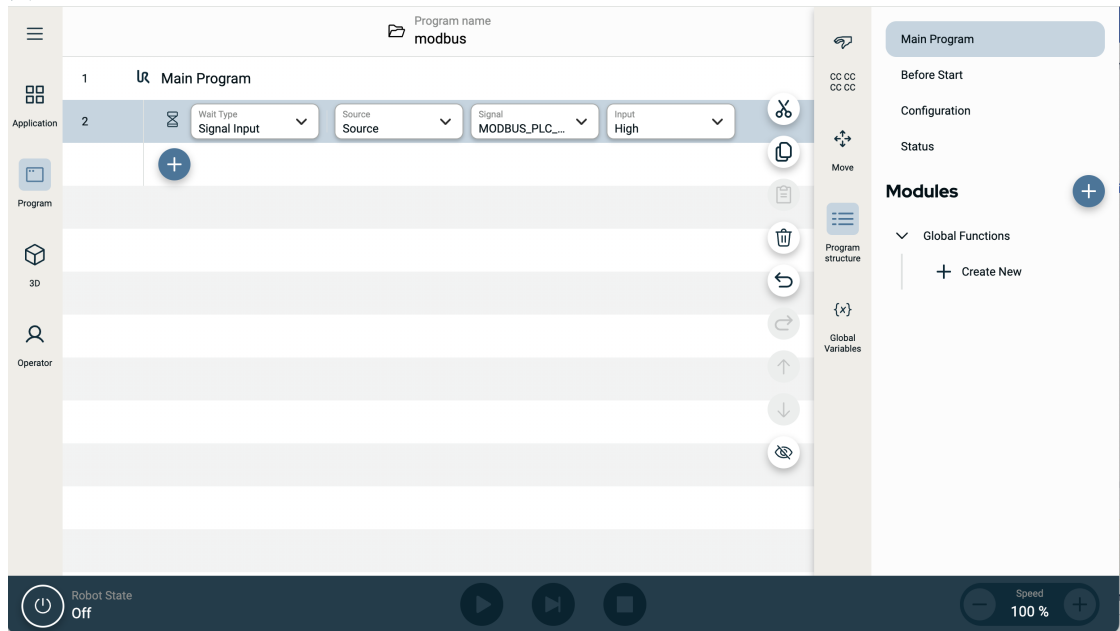 Program name
modbus
Application
Program
3D
Operator
1 Main Program
2
Wait Type
Signal Input
Source
Source
Signal
MODBUS_PLC_...
Input
High
CC CC
CC CC
Move
Program
structure
{x}
Global
Variables
Main Program
Before Start
Configuration
Status
Modules
Global Functions
Create New
Robot State
Off
Speed
100 %